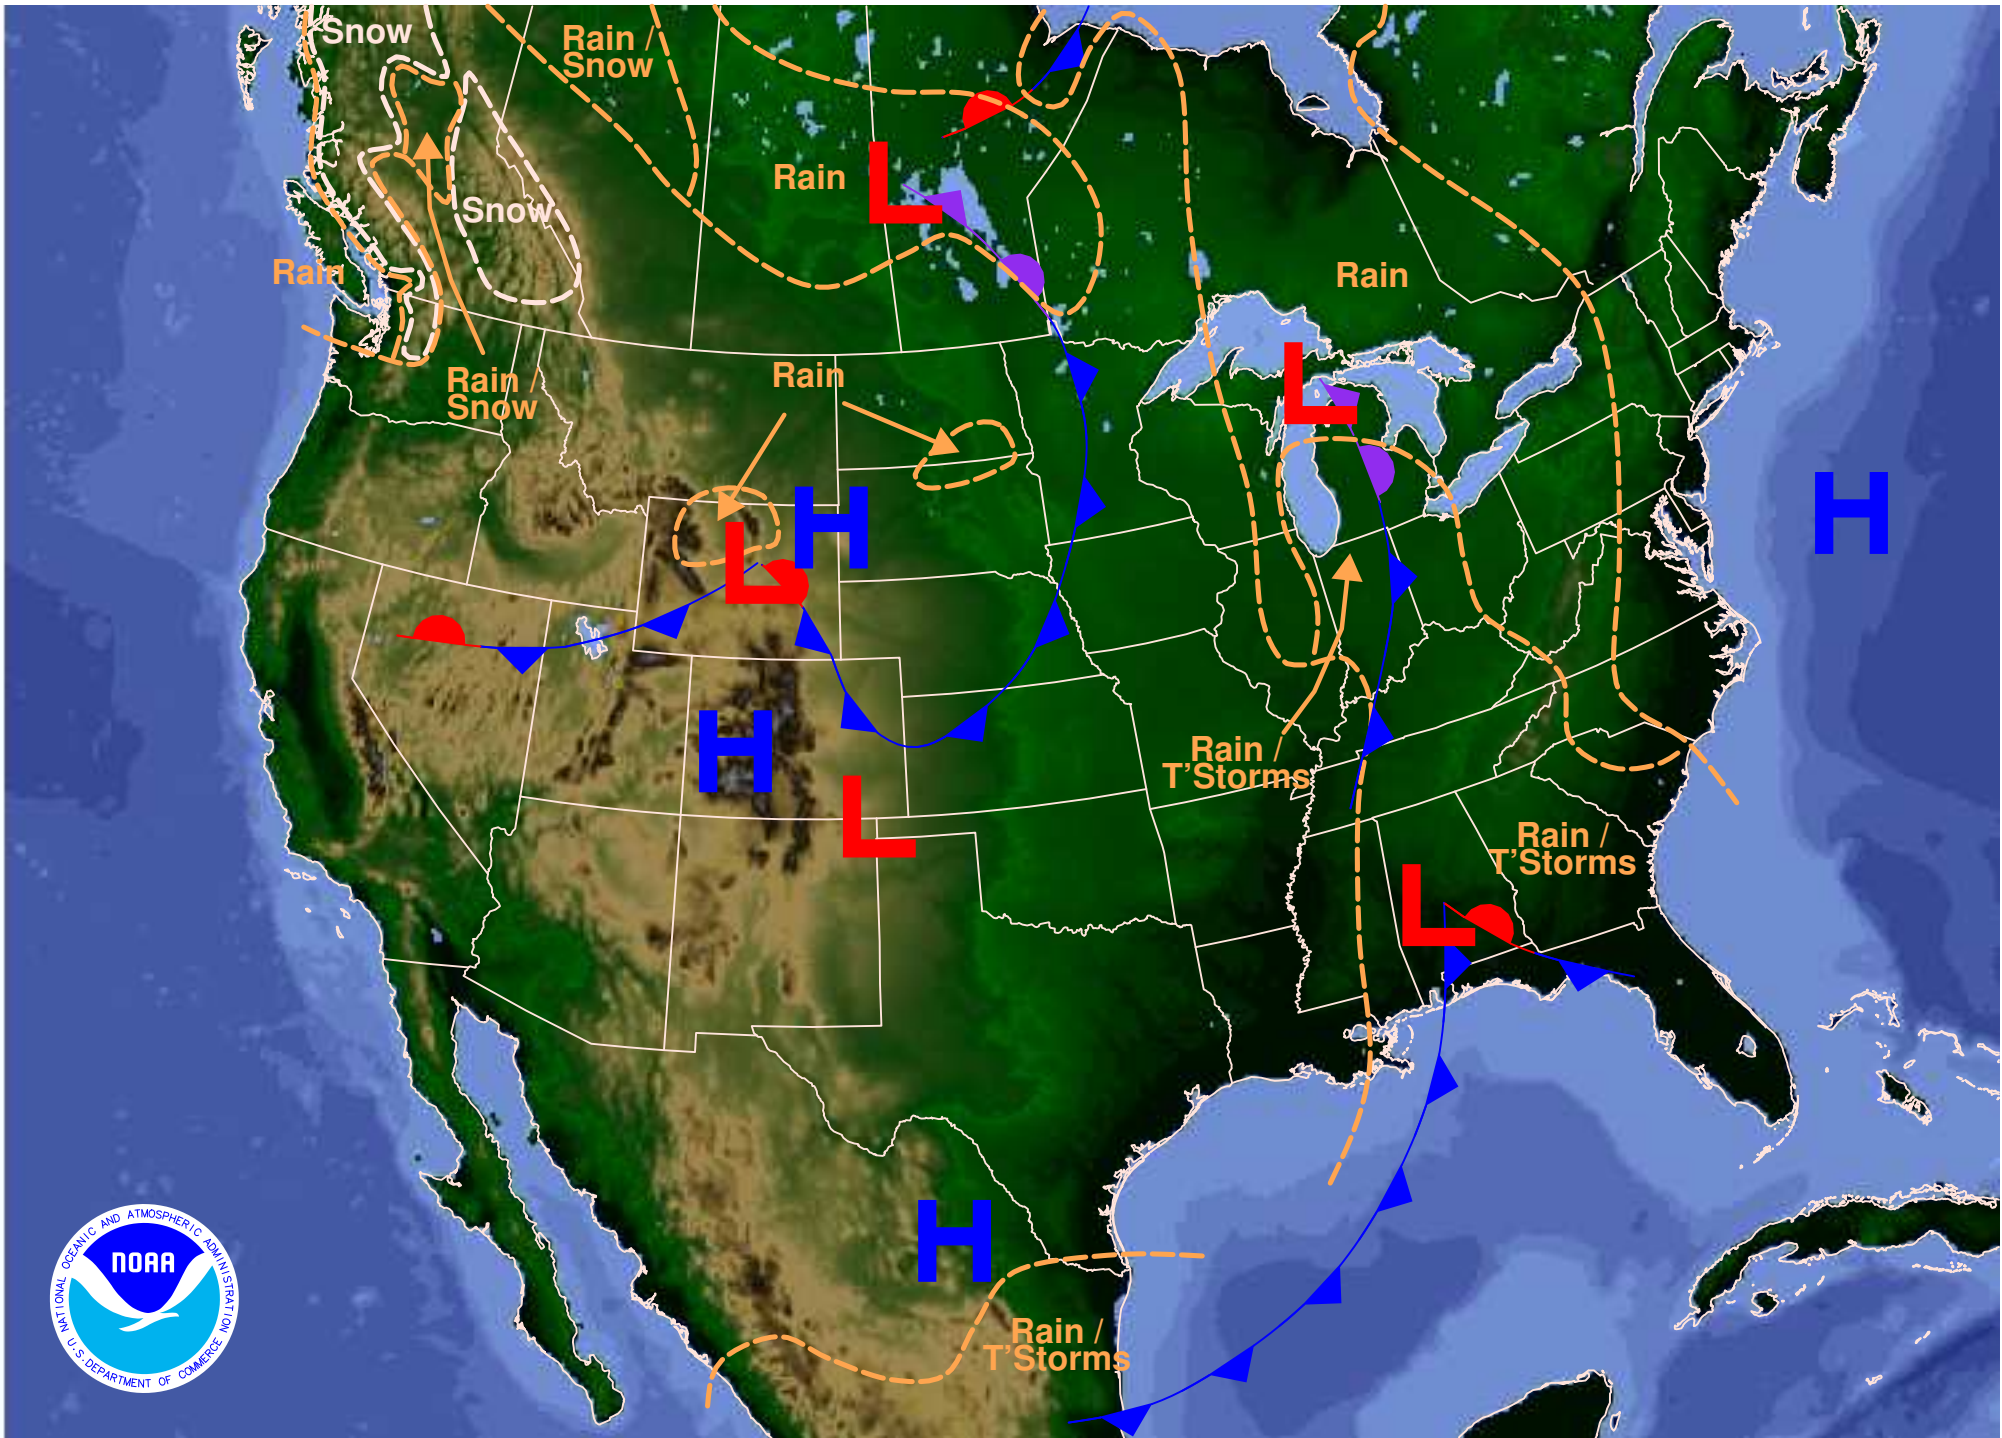 Snow
Rain /
Snow
Rain
L
Snow
Rain
Rain
Rain /
Snow
Rain
L
H
H
L
H
Rain /
T'Storms
L
Rain /
T'Storms
L
H
Rain /
T'Storms
NOAA
NATIONAL OCEANIC AND ATMOSPHERIC ADMINISTRATION
U.S. DEPARTMENT OF COMMERCE